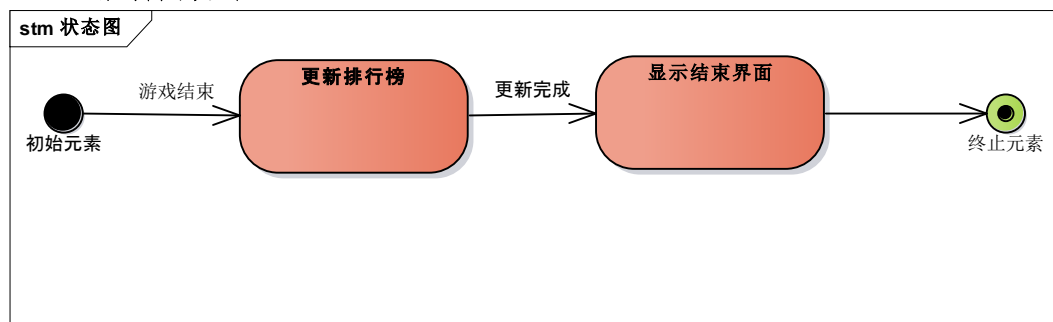 stm 状态图
游戏结束
更新排行榜
更新完成
显示结束界面
初始元素
终止元素